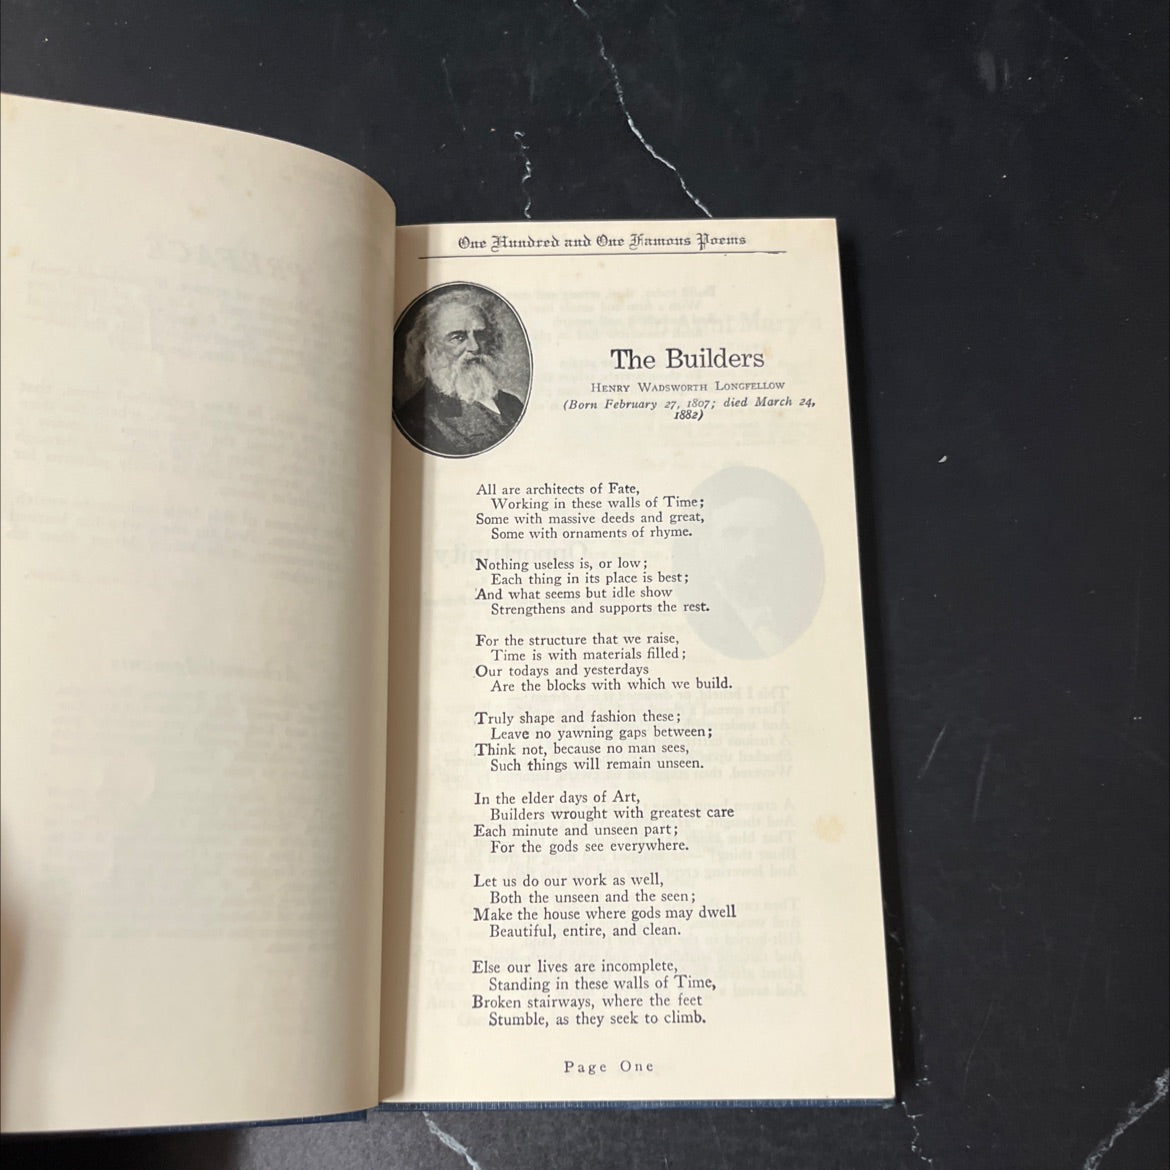 One Hundred and One Famous Poems
The Builders
Henry Wadsworth Longfellow
(Born February 27, 1807; died March 24,
1882)
All are architects of Fate,
Working in these walls of Time;
Some with massive deeds and great,
Some with ornaments of rhyme.
Nothing useless is, or low;
Each thing in its place is best;
And what seems but idle show
Strengthens and supports the rest.
For the structure that we raise,
Time is with materials filled;
Our todays and yesterdays
Are the blocks with which we build.
Truly shape and fashion these;
Leave no yawning gaps between;
Think not, because no man sees,
Such things will remain unseen.
In the elder days of Art,
Builders wrought with greatest care
Each minute and unseen part;
For the gods see everywhere.
Let us do our work as well,
Both the unseen and the seen;
Make the house where gods may dwell
Beautiful, entire, and clean.
Else our lives are incomplete,
Standing in these walls of Time,
Broken stairways, where the feet
Stumble, as they seek to climb.
Page One